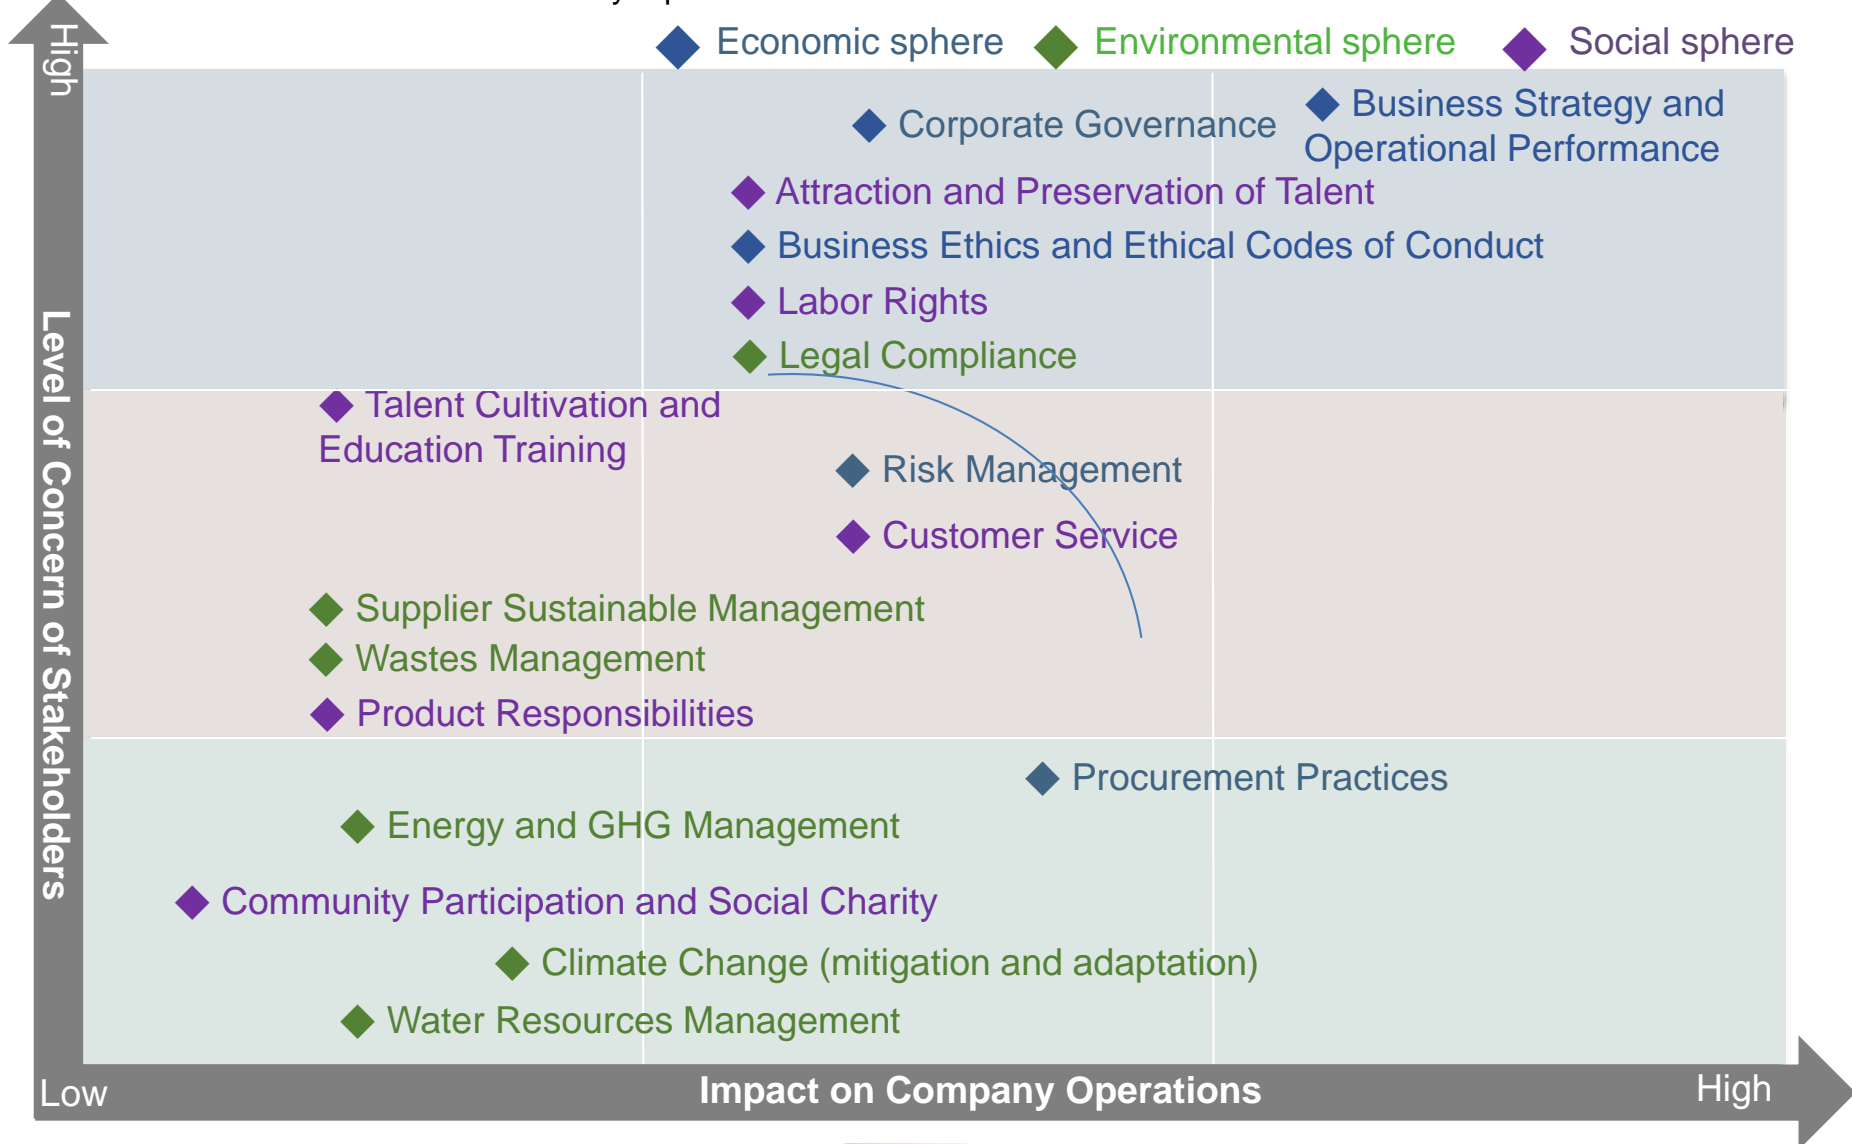 High
Economic sphere
Environmental sphere
Social sphere
Business Strategy and
Operational Performance
Corporate Governance
Attraction and Preservation of Talent
Business Ethics and Ethical Codes of Conduct
Labor Rights
Legal Compliance
Level of Concern of Stakeholders
Talent Cultivation and
Education Training
Risk Management
Customer Service
Supplier Sustainable Management
Wastes Management
Product Responsibilities
Procurement Practices
Energy and GHG Management
Community Participation and Social Charity
Climate Change (mitigation and adaptation)
Water Resources Management
Low
Impact on Company Operations
High